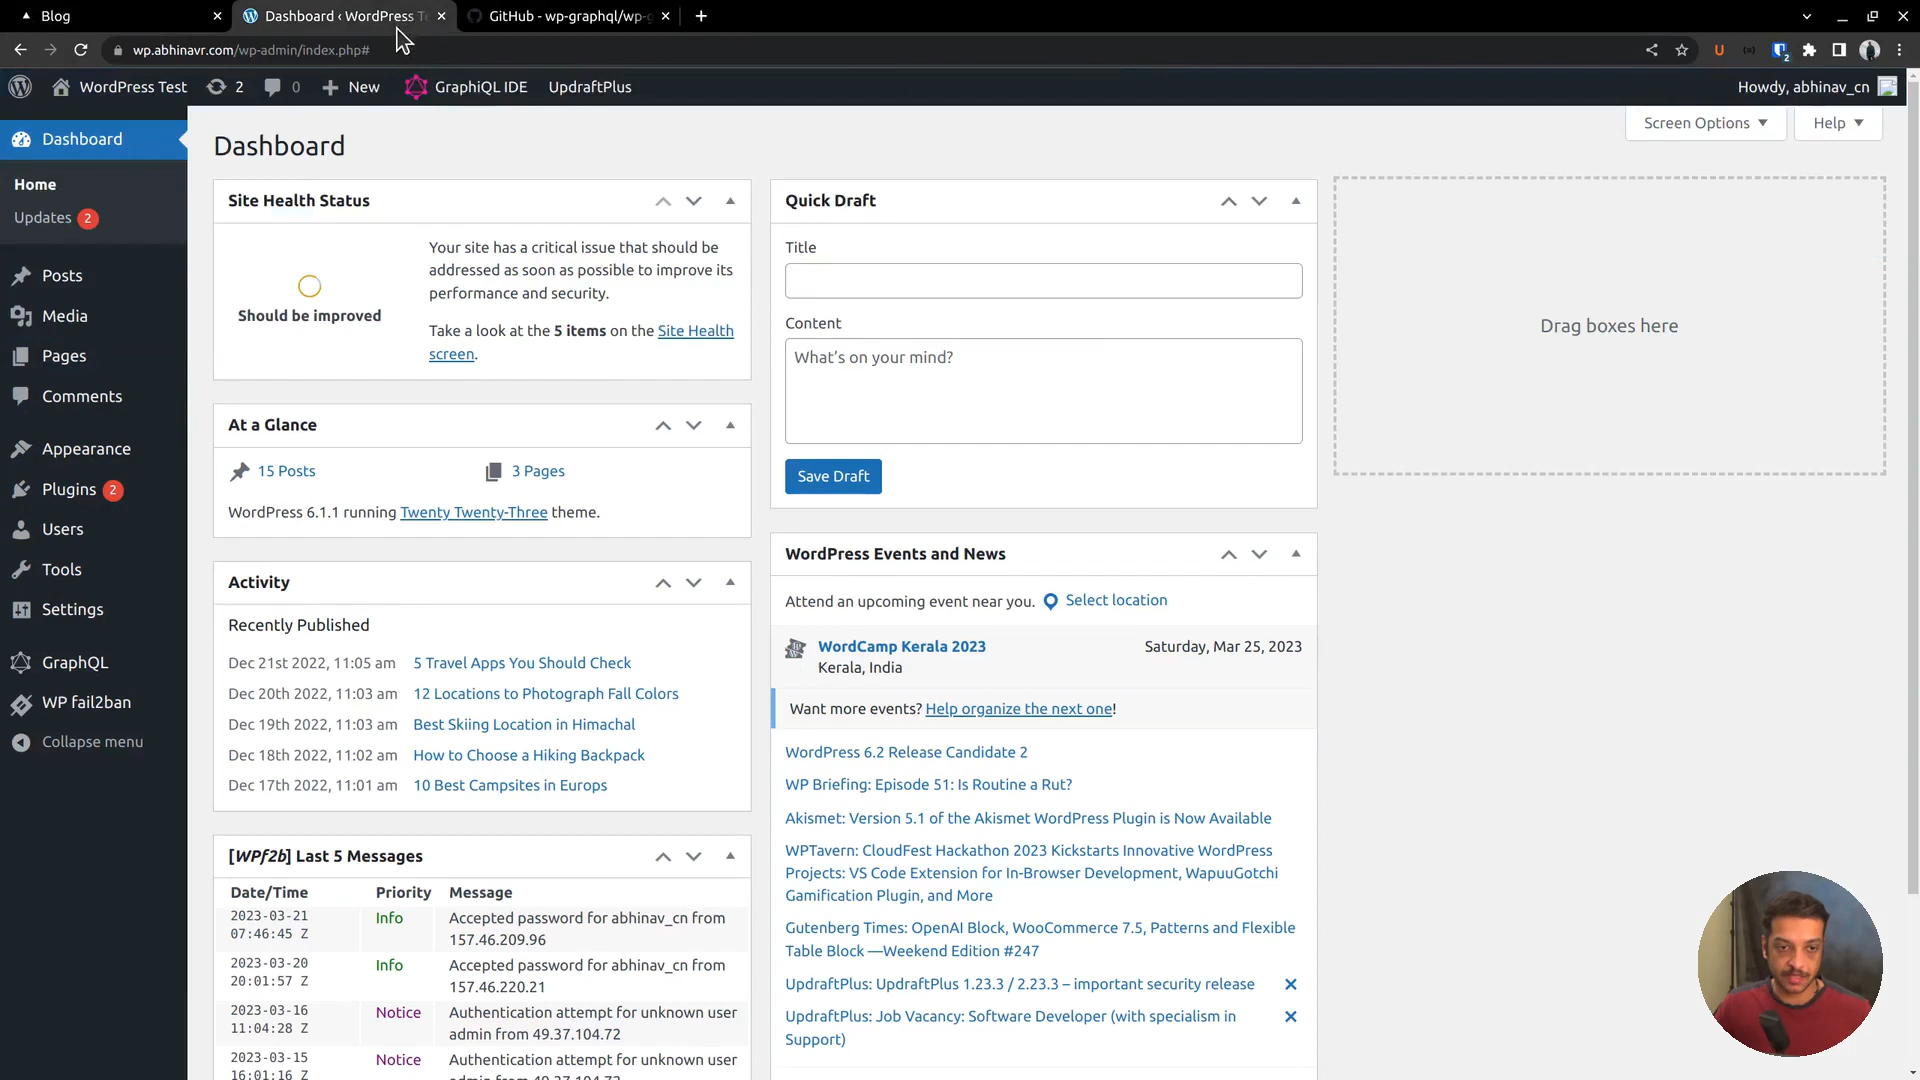 Blog
Dashboard ‹ WordPress Te
GitHub - wp-graphql/wp-g
wp.abhinavr.com/wp-admin/index.php#
WordPress Test
2
0
New
GraphiQL IDE
UpdraftPlus
Howdy, abhinav_cn
Screen Options
Help
Dashboard
Home
Updates 2
Posts
Media
Pages
Comments
Appearance
Plugins 2
Users
Tools
Settings
GraphQL
WP fail2ban
Collapse menu
Dashboard
Site Health Status
Should be improved
Your site has a critical issue that should be
addressed as soon as possible to improve its
performance and security.
Take a look at the 5 items on the Site Health
screen.
At a Glance
15 Posts
3 Pages
WordPress 6.1.1 running Twenty Twenty-Three theme.
Activity
Recently Published
Dec 21st 2022, 11:05 am 5 Travel Apps You Should Check
Dec 20th 2022, 11:03 am 12 Locations to Photograph Fall Colors
Dec 19th 2022, 11:03 am Best Skiing Location in Himachal
Dec 18th 2022, 11:02 am How to Choose a Hiking Backpack
Dec 17th 2022, 11:01 am 10 Best Campsites in Europs
[WPf2b] Last 5 Messages
Date/Time Priority Message
2023-03-21 Info Accepted password for abhinav_cn from
07:46:45 Z 157.46.209.96
2023-03-20 Info Accepted password for abhinav_cn from
20:01:57 Z 157.46.220.21
2023-03-16 Notice Authentication attempt for unknown user
11:04:28 Z admin from 49.37.104.72
2023-03-15 Notice Authentication attempt for unknown user
16:01:16 Z
Quick Draft
Title
Content
What's on your mind?
Save Draft
WordPress Events and News
Attend an upcoming event near you. Select location
WordCamp Kerala 2023 Saturday, Mar 25, 2023
Kerala, India
Want more events? Help organize the next one!
WordPress 6.2 Release Candidate 2
WP Briefing: Episode 51: Is Routine a Rut?
Akismet: Version 5.1 of the Akismet WordPress Plugin is Now Available
WPTavern: CloudFest Hackathon 2023 Kickstarts Innovative WordPress
Projects: VS Code Extension for In-Browser Development, WapuuGotchi
Gamification Plugin, and More
Gutenberg Times: OpenAI Block, WooCommerce 7.5, Patterns and Flexible
Table Block —Weekend Edition #247
UpdraftPlus: UpdraftPlus 1.23.3 / 2.23.3 – important security release
UpdraftPlus: Job Vacancy: Software Developer (with specialism in
Support)
Drag boxes here